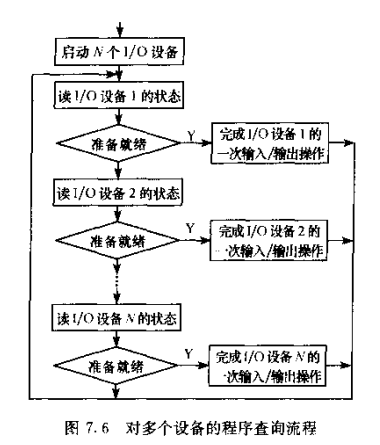 启动 N 个 I/O 设备
读 I/O 设备 1 的状态
准备就绪
Y
完成 I/O 设备 1 的
一次输入/输出操作
读 I/O 设备 2 的状态
准备就绪
Y
完成 I/O 设备 2 的
一次输入/输出操作
读 I/O 设备 N 的状态
准备就绪
Y
完成 I/O 设备 N 的
一次输入/输出操作
图 7.6 对多个设备的程序查询流程